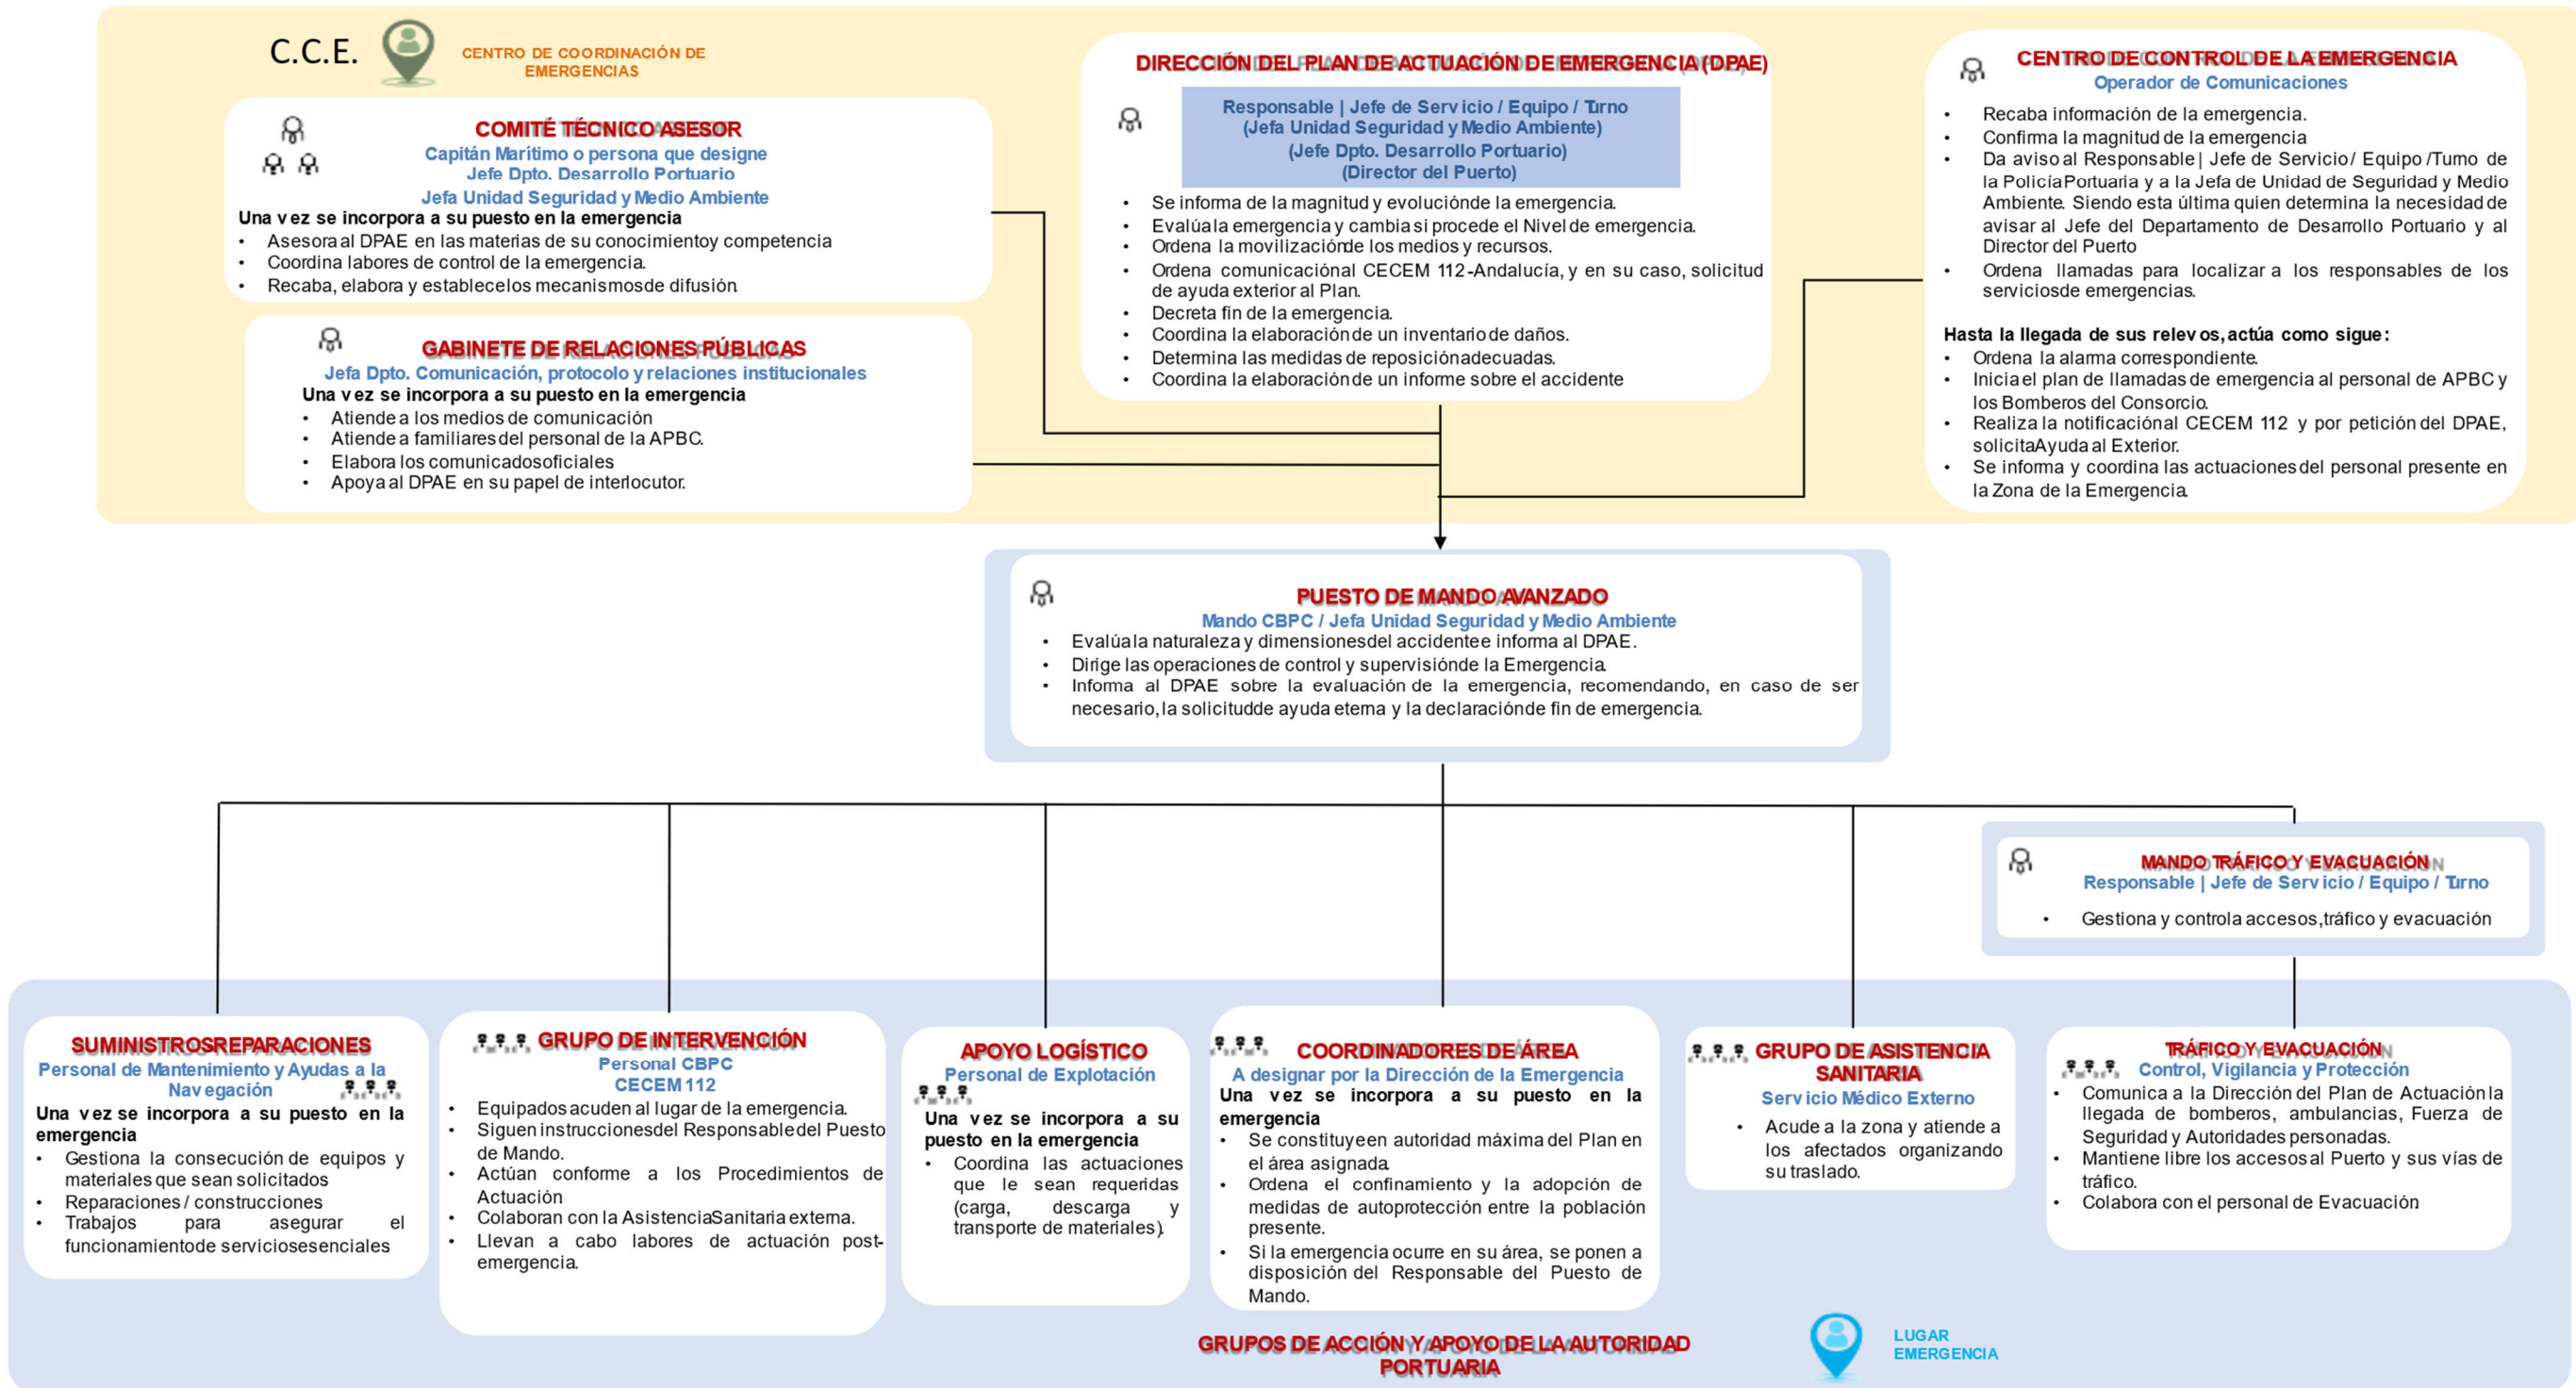 C.C.E.
CENTRO DE COORDINACIÓN DE
EMERGENCIAS
COMITÉ TÉCNICO ASESOR
Capitán Marítimo o persona que designe
Jefe Dpto. Desarrollo Portuario
Jefa Unidad Seguridad y Medio Ambiente
Una vez se incorpora a su puesto en la emergencia
• Asesora al DPAE en las materias de su conocimiento y competencia
• Coordina labores de control de la emergencia.
• Recaba, elabora y establece los mecanismos de difusión
GABINETE DE RELACIONES PÚBLICAS
Jefa Dpto. Comunicación, protocolo y relaciones institucionales
Una vez se incorpora a su puesto en la emergencia
• Atiende a los medios de comunicación
• Atiende a familiares del personal de la APBC.
• Elabora los comunicados oficiales
• Apoya al DPAE en su papel de interlocutor.
DIRECCIÓN DEL PLAN DE ACTUACIÓN DE EMERGENCIA (DPAE)
Responsable | Jefe de Servicio / Equipo / Turno
(Jefa Unidad Seguridad y Medio Ambiente)
(Jefe Dpto. Desarrollo Portuario)
(Director del Puerto)
• Se informa de la magnitud y evolución de la emergencia.
• Evalúa la emergencia y cambia si procede el Nivel de emergencia.
• Ordena la movilización de los medios y recursos.
• Ordena comunicación al CECEM 112-Andalucía, y en su caso, solicitud
de ayuda exterior al Plan.
• Decreta fin de la emergencia.
• Coordina la elaboración de un inventario de daños.
• Determina las medidas de reposición adecuadas.
• Coordina la elaboración de un informe sobre el accidente
CENTRO DE CONTROL DE LA EMERGENCIA
Operador de Comunicaciones
• Recaba información de la emergencia.
• Confirma la magnitud de la emergencia
• Da aviso al Responsable | Jefe de Servicio / Equipo /Turno de
la Policía Portuaria y a la Jefa de Unidad de Seguridad y Medio
Ambiente. Siendo esta última quien determina la necesidad de
avisar al Jefe del Departamento de Desarrollo Portuario y al
Director del Puerto
• Ordena llamadas para localizar a los responsables de los
servicios de emergencias.
Hasta la llegada de sus relevos, actúa como sigue:
• Ordena la alarma correspondiente.
• Inicia el plan de llamadas de emergencia al personal de APBC y
los Bomberos del Consorcio.
• Realiza la notificación al CECEM 112 y por petición del DPAE,
solicita Ayuda al Exterior.
• Se informa y coordina las actuaciones del personal presente en
la Zona de la Emergencia.
PUESTO DE MANDO AVANZADO
Mando CBPC / Jefa Unidad Seguridad y Medio Ambiente
• Evalúa la naturaleza y dimensiones del accidente e informa al DPAE.
• Dirige las operaciones de control y supervisión de la Emergencia.
• Informa al DPAE sobre la evaluación de la emergencia, recomendando, en caso de ser
necesario, la solicitud de ayuda eterna y la declaración de fin de emergencia.
MANDO TRÁFICO Y EVACUACIÓN
Responsable | Jefe de Servicio / Equipo / Turno
• Gestiona y controla accesos, tráfico y evacuación
SUMINISTROS REPARACIONES
Personal de Mantenimiento y Ayudas a la
Navegación
Una vez se incorpora a su puesto en la
emergencia
• Gestiona la consecución de equipos y
materiales que sean solicitados
• Reparaciones / construcciones
• Trabajos para asegurar el
funcionamiento de servicios esenciales
GRUPO DE INTERVENCIÓN
Personal CBPC
CECEM 112
• Equipados acuden al lugar de la emergencia.
• Siguen instrucciones del Responsable del Puesto
de Mando.
• Actúan conforme a los Procedimientos de
Actuación
• Colaboran con la Asistencia Sanitaria externa.
• Llevan a cabo labores de actuación post-
emergencia.
APOYO LOGÍSTICO
Personal de Explotación
Una vez se incorpora a su
puesto en la emergencia
• Coordina las actuaciones
que le sean requeridas
(carga, descarga y
transporte de materiales).
COORDINADORES DE ÁREA
A designar por la Dirección de la Emergencia
Una vez se incorpora a su puesto en la
emergencia
• Se constituye en autoridad máxima del Plan en
el área asignada.
• Ordena el confinamiento y la adopción de
medidas de autoprotección entre la población
presente.
• Si la emergencia ocurre en su área, se ponen a
disposición del Responsable del Puesto de
Mando.
GRUPO DE ASISTENCIA
SANITARIA
Servicio Médico Externo
• Acude a la zona y atiende a
los afectados organizando
su traslado.
TRÁFICO Y EVACUACIÓN
Control, Vigilancia y Protección
• Comunica a la Dirección del Plan de Actuación la
llegada de bomberos, ambulancias, Fuerza de
Seguridad y Autoridades personadas.
• Mantiene libre los accesos al Puerto y sus vías de
tráfico.
• Colabora con el personal de Evacuación
GRUPOS DE ACCIÓN Y APOYO DE LA AUTORIDAD
PORTUARIA
LUGAR
EMERGENCIA